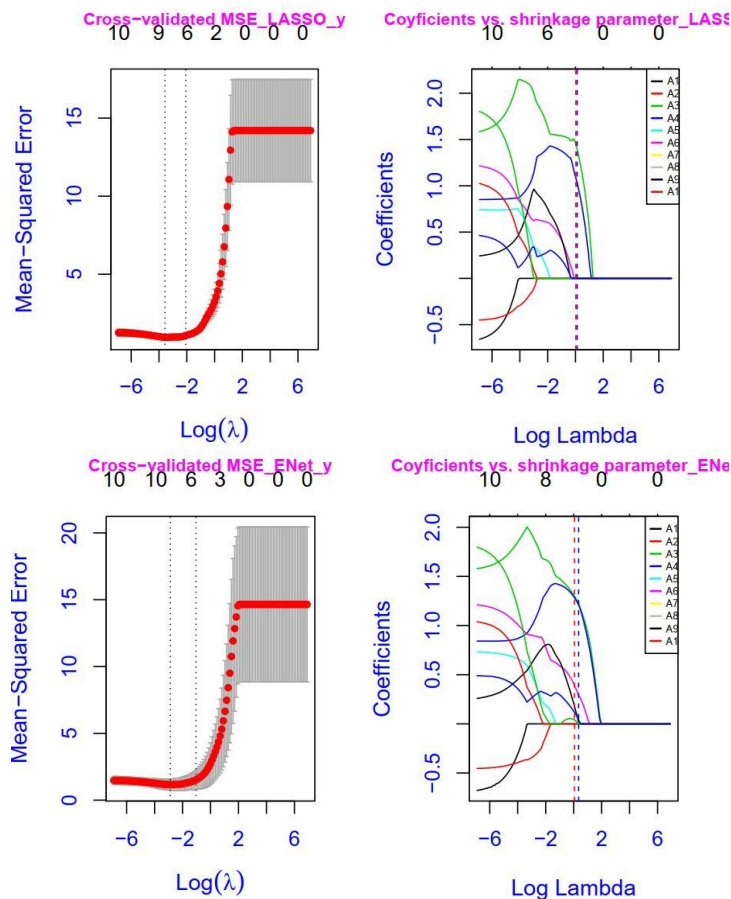 Cross-validated MSE_LASSO_y
10 9 6 2 0 0 0
Mean-Squared Error
15
10
5
-6 -2 2 6
Log(λ)
Coyficients vs. shrinkage parameter_LASS
10 6 0 0
Coefficients
2.0
1.0
0.5
-0.5
A1
A2
A3
A4
A5
A6
A7
A8
A9
A1
-6 -2 2 6
Log Lambda
Cross-validated MSE_ENet_y
10 10 6 3 0 0 0
Mean-Squared Error
20
15
10
5
0
-6 -2 2 6
Log(λ)
Coyficients vs. shrinkage parameter_ENe
10 8 0 0
Coefficients
2.0
1.5
1.0
0.0
-0.5
A1
A2
A3
A4
A5
A6
A7
A8
A9
A1
-6 -2 2 6
Log Lambda